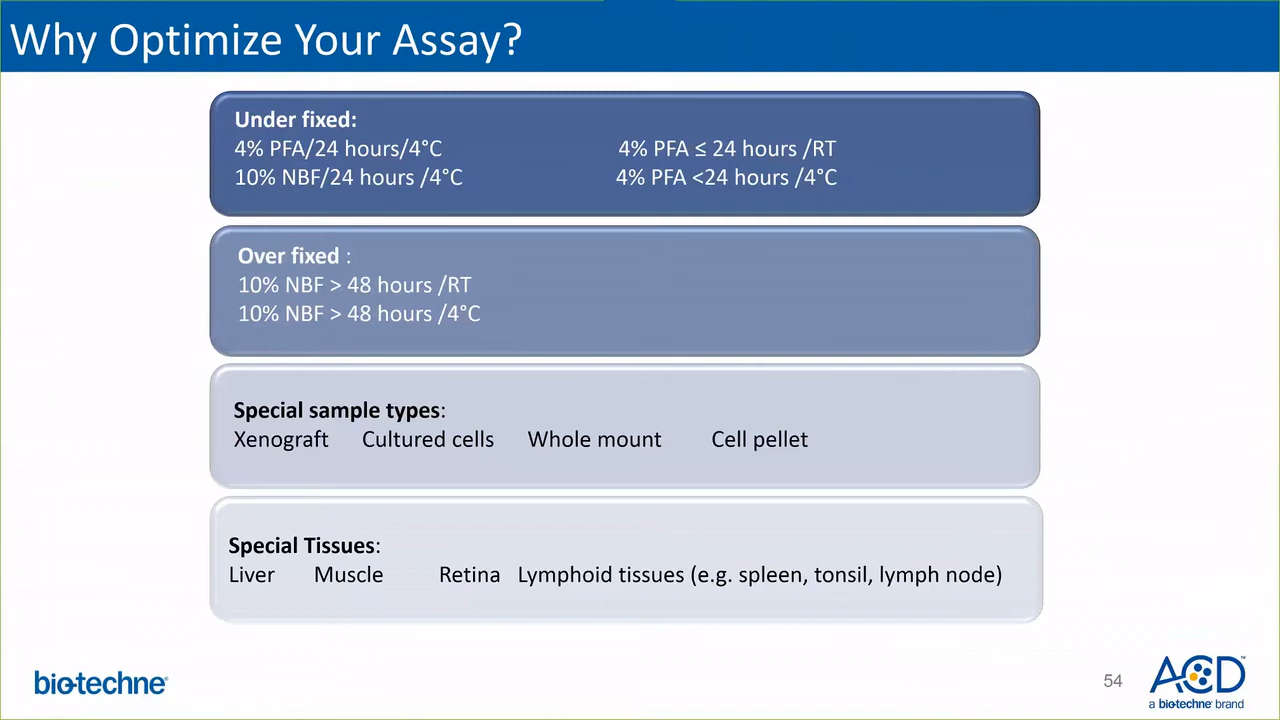 Why Optimize Your Assay?
Under fixed:
4% PFA/24 hours/4°C 4% PFA ≤ 24 hours /RT
10% NBF/24 hours /4°C 4% PFA <24 hours /4°C
Over fixed :
10% NBF > 48 hours /RT
10% NBF > 48 hours /4°C
Special sample types:
Xenograft Cultured cells Whole mount Cell pellet
Special Tissues:
Liver Muscle Retina Lymphoid tissues (e.g. spleen, tonsil, lymph node)
bio-techne®
54
ACD™
a bio-techne® brand